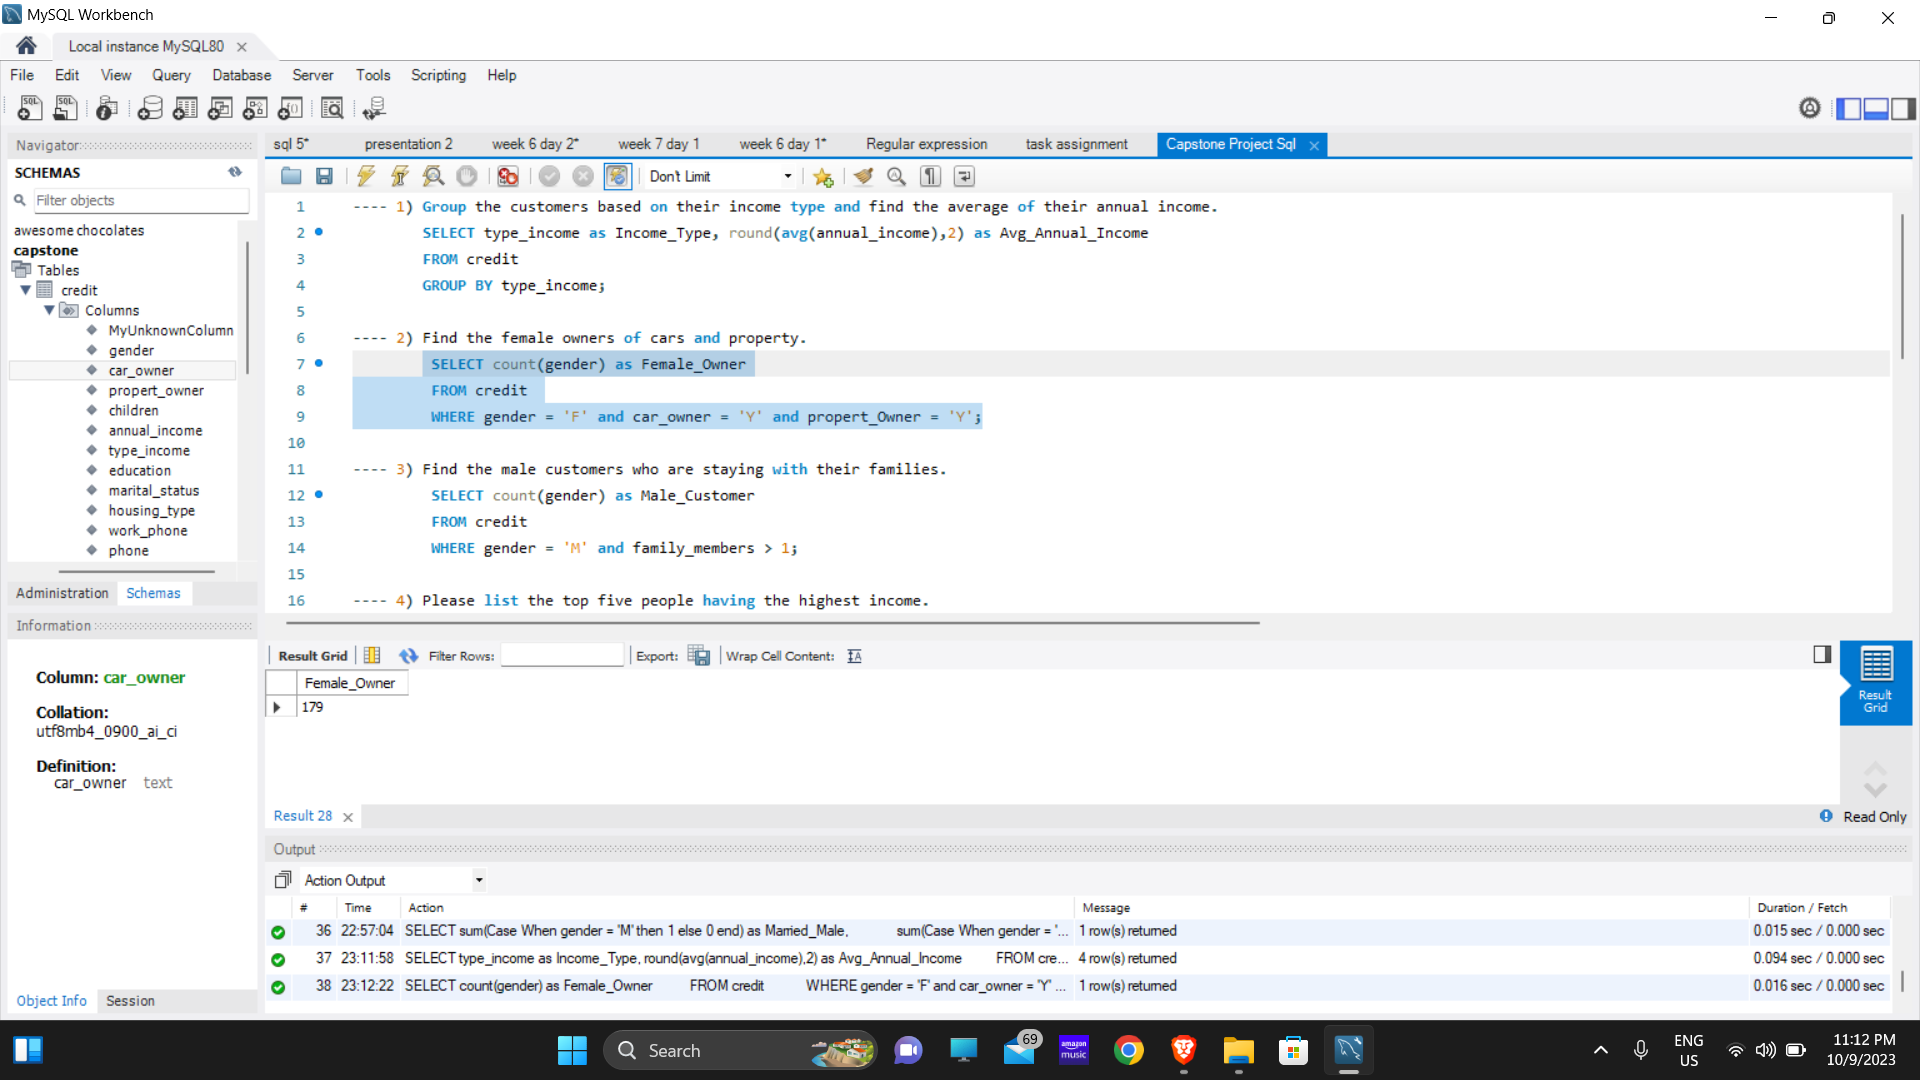 MySQL Workbench
Local instance MySQL80
File Edit View Query Database Server Tools Scripting Help
Navigator
SCHEMAS
Filter objects
awesome chocolates
capstone
Tables
credit
Columns
MyUnknownColumn
gender
car_owner
propert_owner
children
annual_income
type_income
education
marital_status
housing_type
work_phone
phone
Administration Schemas
Information
Column: car_owner
Collation:
utf8mb4_0900_ai_ci
Definition:
car_owner text
Object Info Session
sql 5* presentation 2 week 6 day 2* week 7 day 1 week 6 day 1* Regular expression task assignment Capstone Project Sql
Don't Limit
1 ---- 1) Group the customers based on their income type and find the average of their annual income.
2 SELECT type_income as Income_Type, round(avg(annual_income),2) as Avg_Annual_Income
3 FROM credit
4 GROUP BY type_income;
5
6 ---- 2) Find the female owners of cars and property.
7 SELECT count(gender) as Female_Owner
8 FROM credit
9 WHERE gender = 'F' and car_owner = 'Y' and propert_Owner = 'Y';
10
11 ---- 3) Find the male customers who are staying with their families.
12 SELECT count(gender) as Male_Customer
13 FROM credit
14 WHERE gender = 'M' and family_members > 1;
15
16 ---- 4) Please list the top five people having the highest income.
Result Grid Filter Rows: Export: Wrap Cell Content:
Female_Owner
179
Result Grid
Result 28
Read Only
Output
Action Output
# Time Action Message Duration / Fetch
36 22:57:04 SELECT sum(Case When gender = 'M' then 1 else 0 end) as Married_Male, sum(Case When gender = '... 1 row(s) returned 0.015 sec / 0.000 sec
37 23:11:58 SELECT type_income as Income_Type, round(avg(annual_income),2) as Avg_Annual_Income FROM cre... 4 row(s) returned 0.094 sec / 0.000 sec
38 23:12:22 SELECT count(gender) as Female_Owner FROM credit WHERE gender = 'F' and car_owner = 'Y' ... 1 row(s) returned 0.016 sec / 0.000 sec
Search
69
amazon music
ENG
US
11:12 PM
10/9/2023